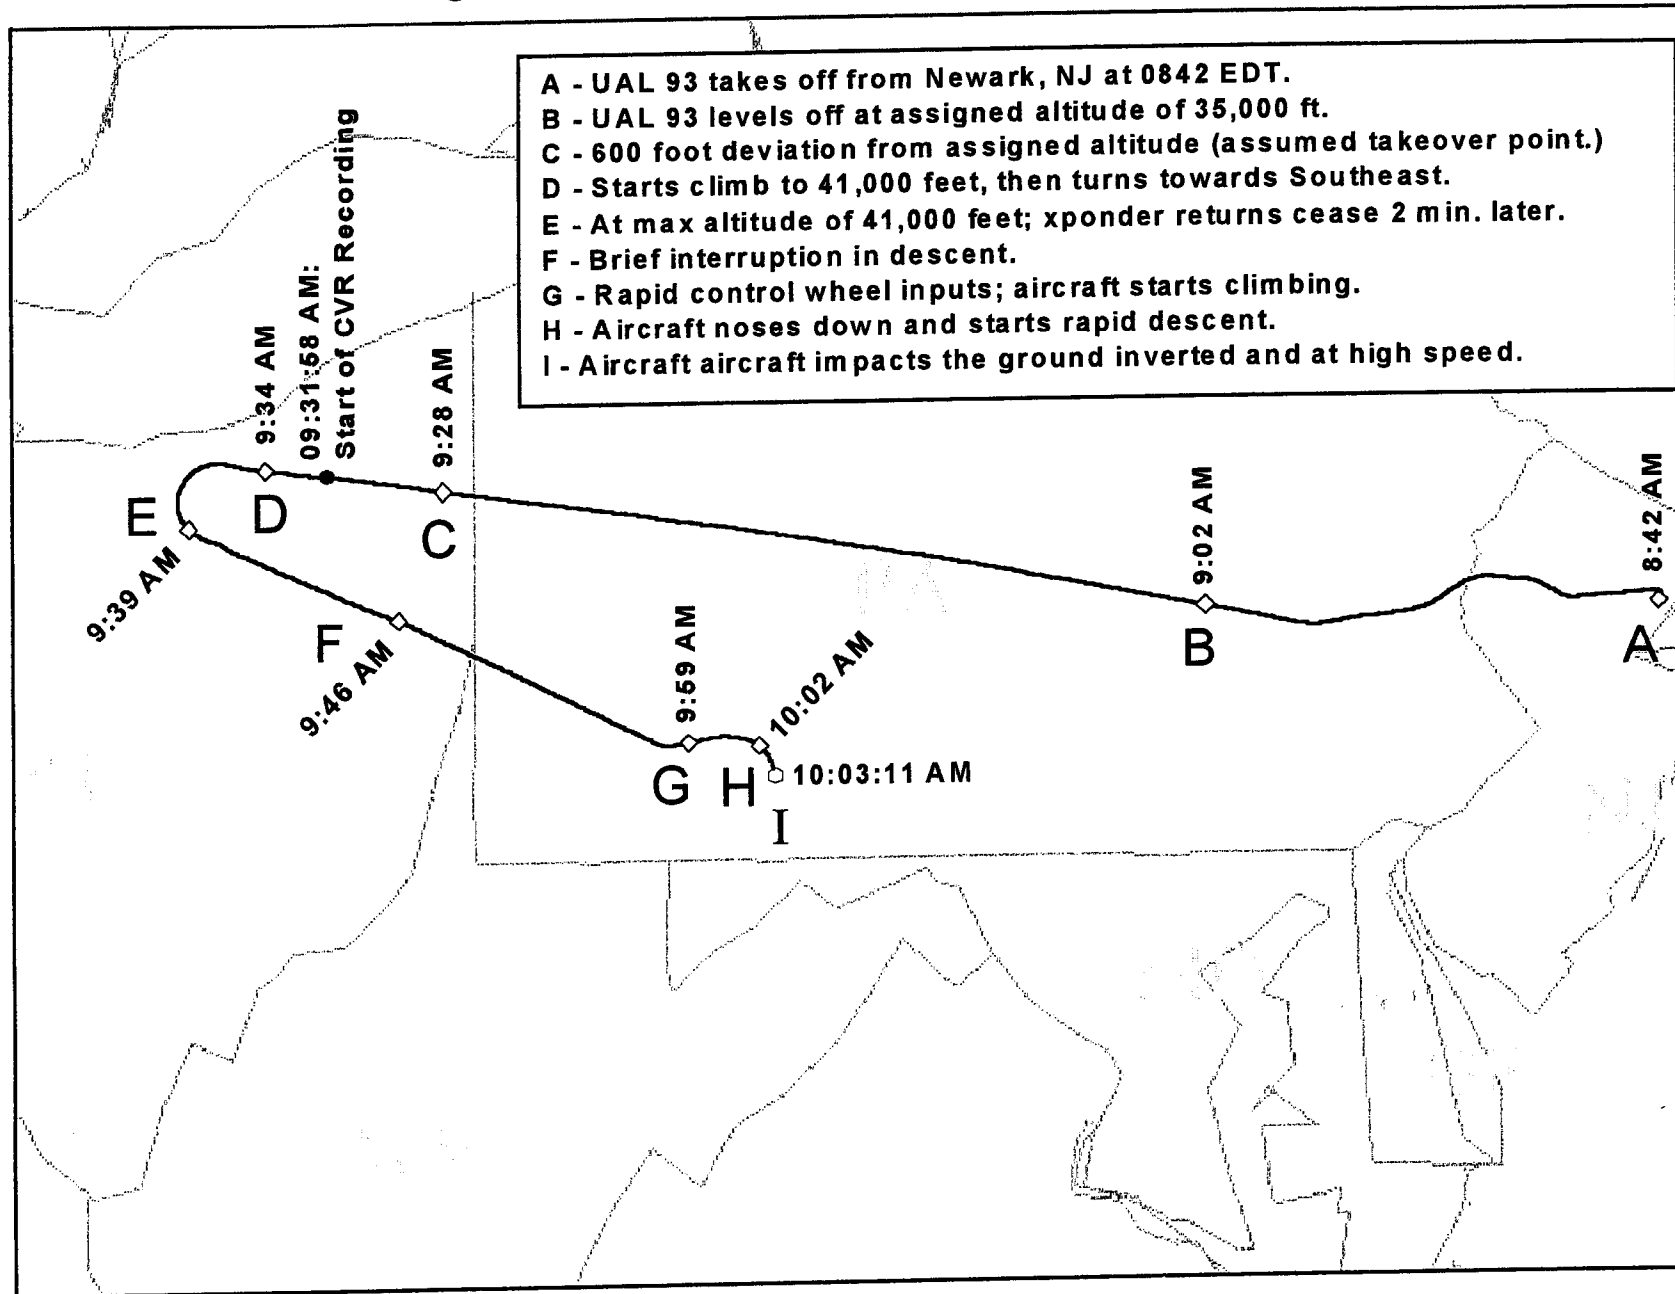 A - UAL 93 takes off from Newark, NJ at 0842 EDT.
B - UAL 93 levels off at assigned altitude of 35,000 ft.
C - 600 foot deviation from assigned altitude (assumed takeover point.)
D - Starts climb to 41,000 feet, then turns towards Southeast.
E - At max altitude of 41,000 feet; xponder returns cease 2 min. later.
F - Brief interruption in descent.
G - Rapid control wheel inputs; aircraft starts climbing.
H - Aircraft noses down and starts rapid descent.
I - Aircraft aircraft impacts the ground inverted and at high speed.
9:34 AM
09:31:58 AM:
Start of CVR Recording
9:28 AM
9:02 AM
8:42 AM
E
D
C
B
A
9:39 AM
F
9:46 AM
9:59 AM
10:02 AM
G
H
10:03:11 AM
I